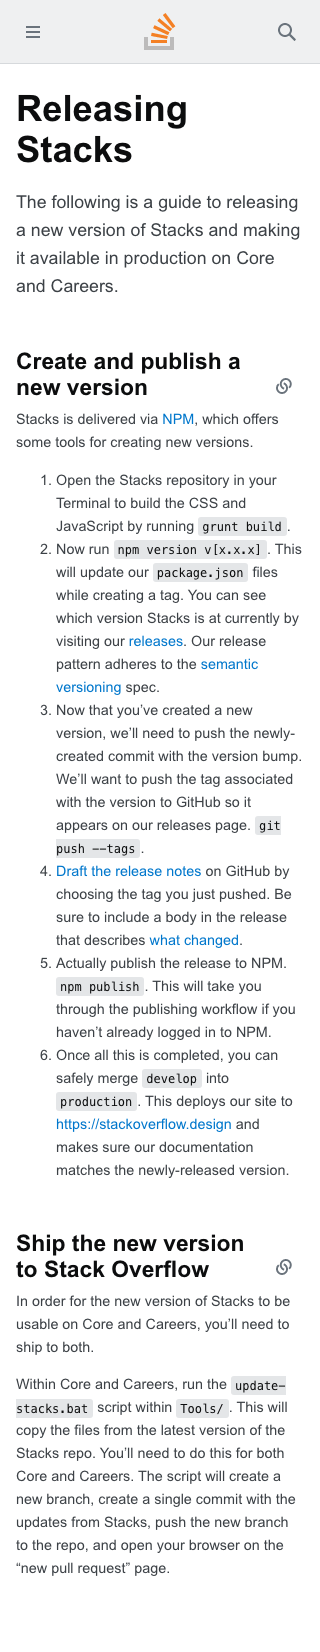 Releasing
Stacks
The following is a guide to releasing
a new version of Stacks and making
it available in production on Core
and Careers.
Create and publish a
new version
Stacks is delivered via NPM, which offers
some tools for creating new versions.
1. Open the Stacks repository in your
Terminal to build the CSS and
JavaScript by running grunt build.
2. Now run npm version v[x.x.x]. This
will update our package.json files
while creating a tag. You can see
which version Stacks is at currently by
visiting our releases. Our release
pattern adheres to the semantic
versioning spec.
3. Now that you’ve created a new
version, we’ll need to push the newly-
created commit with the version bump.
We’ll want to push the tag associated
with the version to GitHub so it
appears on our releases page. git
push --tags.
4. Draft the release notes on GitHub by
choosing the tag you just pushed. Be
sure to include a body in the release
that describes what changed.
5. Actually publish the release to NPM.
npm publish. This will take you
through the publishing workflow if you
haven’t already logged in to NPM.
6. Once all this is completed, you can
safely merge develop into
production. This deploys our site to
https://stackoverflow.design and
makes sure our documentation
matches the newly-released version.
Ship the new version
to Stack Overflow
In order for the new version of Stacks to be
usable on Core and Careers, you’ll need to
ship to both.
Within Core and Careers, run the update-
stacks.bat script within Tools/. This will
copy the files from the latest version of the
Stacks repo. You’ll need to do this for both
Core and Careers. The script will create a
new branch, create a single commit with the
updates from Stacks, push the new branch
to the repo, and open your browser on the
“new pull request” page.